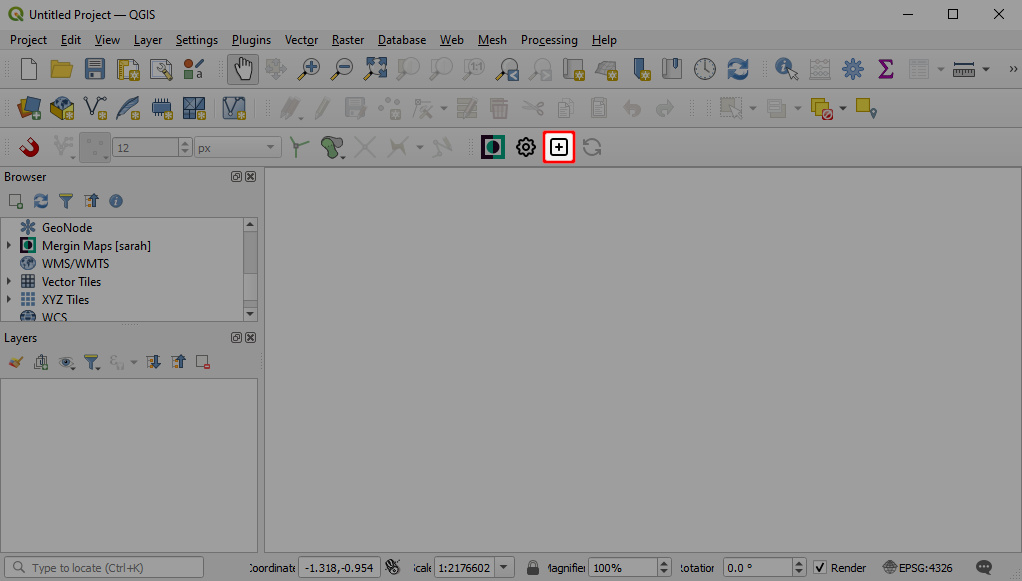 Untitled Project — QGIS
Project Edit View Layer Settings Plugins Vector Raster Database Web Mesh Processing Help
12 px
Browser
GeoNode
Mergin Maps [sarah]
WMS/WMTS
Vector Tiles
XYZ Tiles
WCS
Layers
Type to locate (Ctrl+K) Coordinate -1.318,-0.954 Scale 1:2176602 Magnifier 100% Rotation 0.0 ° Render EPSG:4326